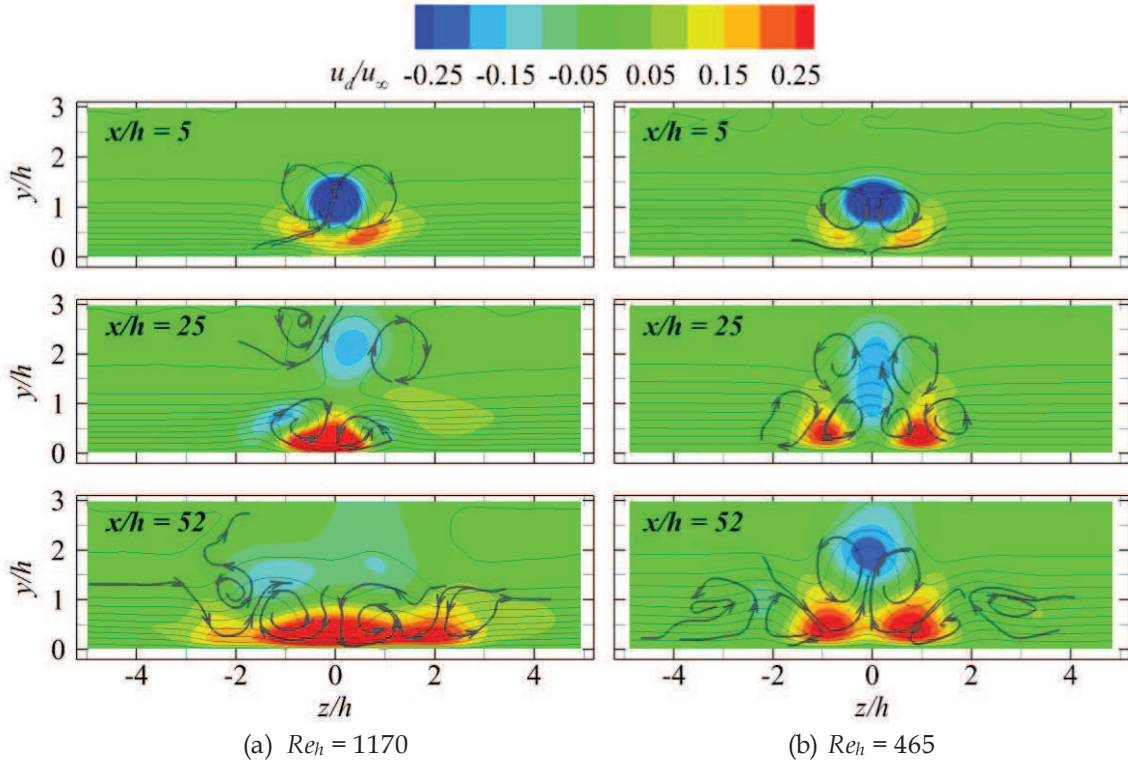 u_d/u_∞ -0.25 -0.15 -0.05 0.05 0.15 0.25
x/h = 5
x/h = 5
y/h
3
2
1
0
x/h = 25
x/h = 25
y/h
3
2
1
0
x/h = 52
x/h = 52
y/h
3
2
1
0
-4 -2 0 2 4
-4 -2 0 2 4
z/h
z/h
(a) Re_h = 1170
(b) Re_h = 465